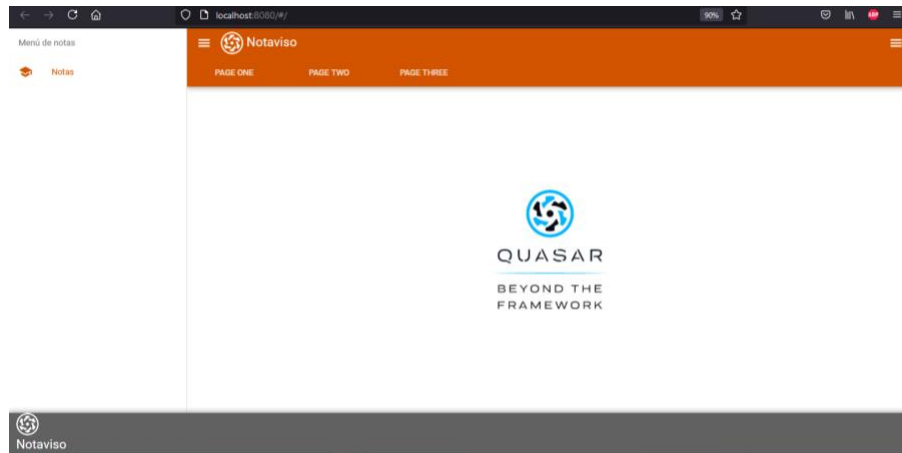 localhost:8080/#/
90%
ABP
Menú de notas
Notaviso
Notas
PAGE ONE
PAGE TWO
PAGE THREE
QUASAR
BEYOND THE
FRAMEWORK
Notaviso